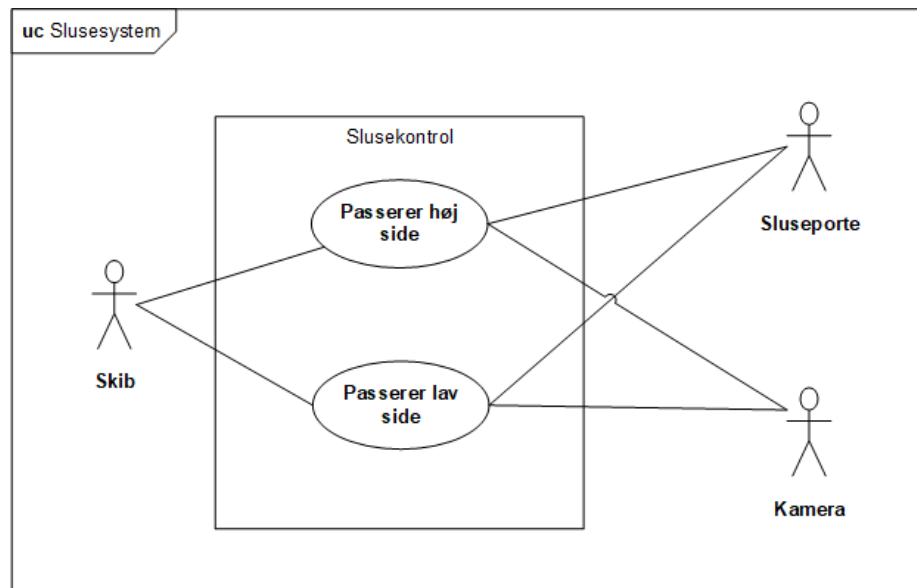 uc Slusesystem
Slusekontrol
Passerer høj
side
Sluseporte
Skib
Passerer lav
side
Kamera